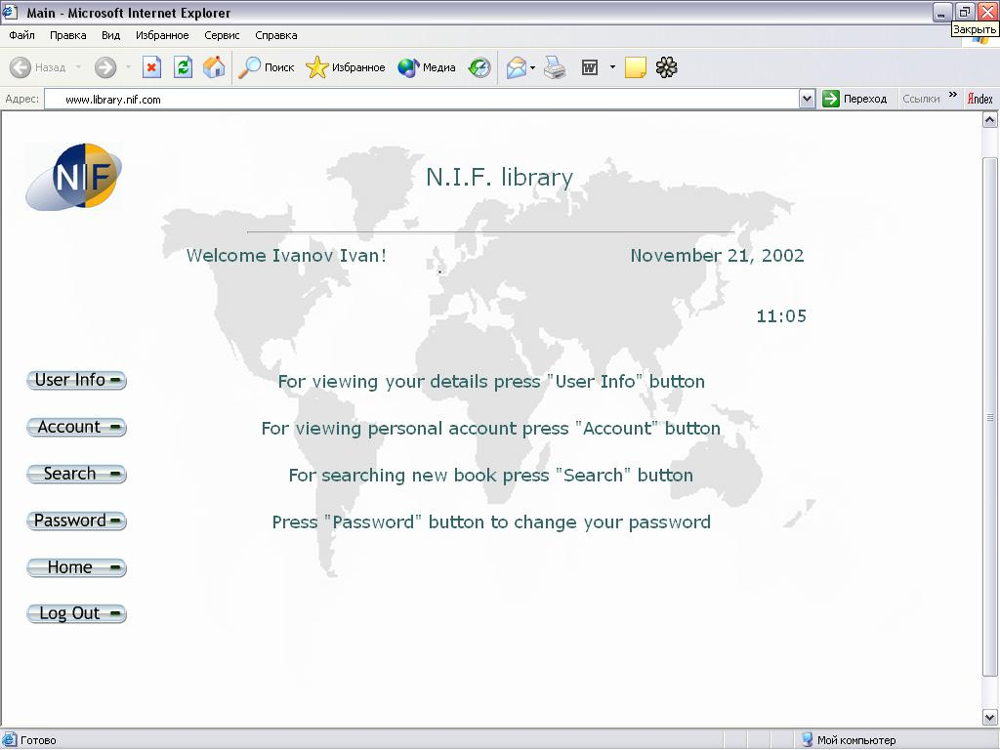 Main - Microsoft Internet Explorer
Закрыть
Файл Правка Вид Избранное Сервис Справка
Назад Поиск Избранное Медиа W
Адрес: www.library.nif.com Переход Ссылки » Яndex
NIF
N.I.F. library
Welcome Ivanov Ivan! November 21, 2002
11:05
User Info For viewing your details press "User Info" button
Account For viewing personal account press "Account" button
Search For searching new book press "Search" button
Password Press "Password" button to change your password
Home
Log Out
Готово Мой компьютер